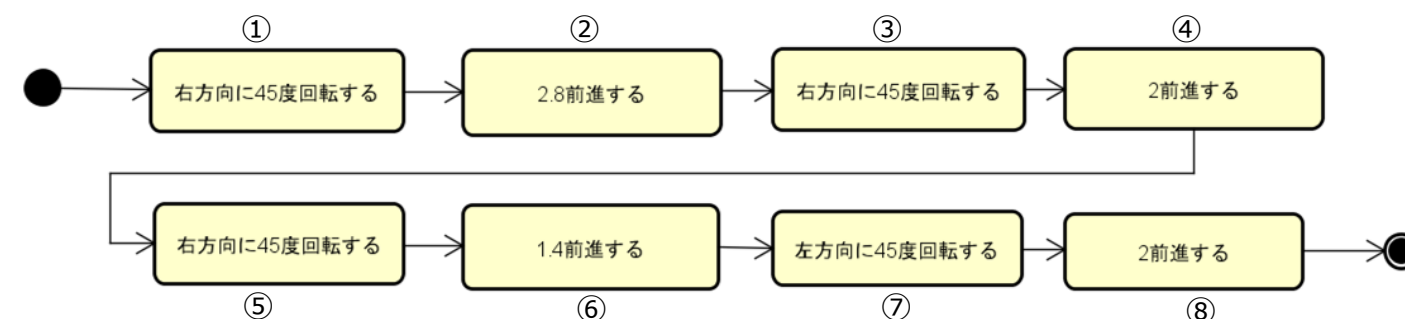 ① ② ③ ④
右方向に45度回転する 2.8前進する 右方向に45度回転する 2前進する
右方向に45度回転する 1.4前進する 左方向に45度回転する 2前進する
⑤ ⑥ ⑦ ⑧